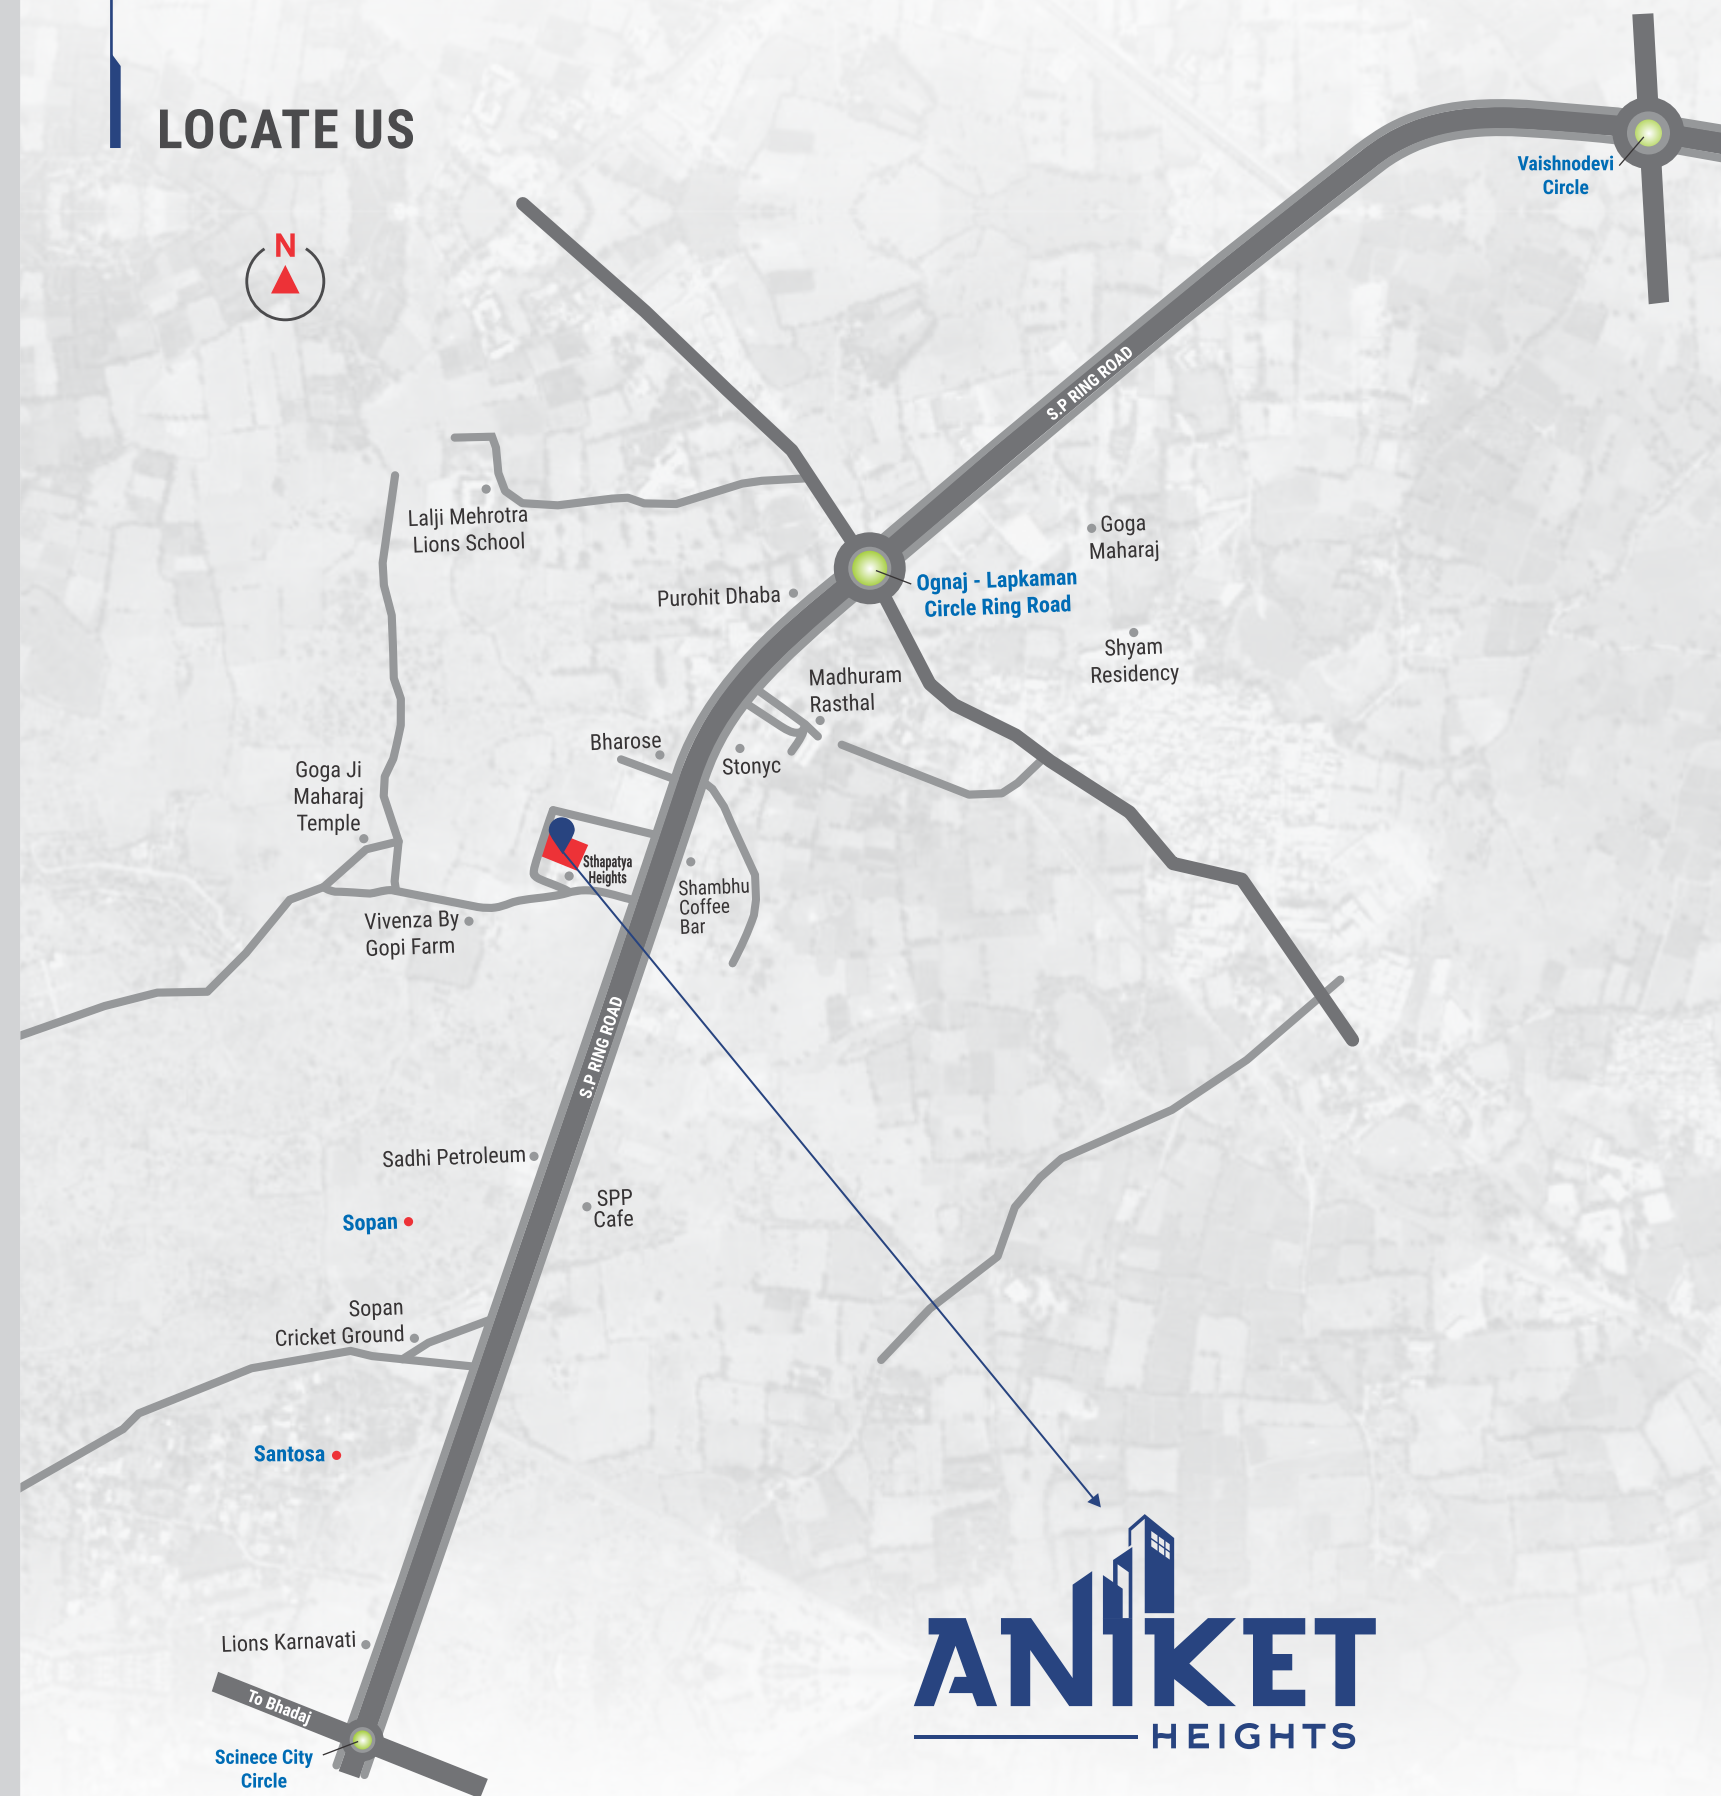 LOCATE US
N
Vaishnodevi
Circle
S.P RING ROAD
Lalji Mehrotra
Lions School
Goga
Maharaj
Ognaj - Lapkaman
Circle Ring Road
Purohit Dhaba
Shyam
Residency
Madhuram
Rasthal
Bharose
Stonyc
Goga Ji
Maharaj
Temple
Sthapatya
Heights
Shambhu
Coffee
Bar
Vivenza By
Gopi Farm
S.P RING ROAD
Sadhi Petroleum
SPP
Cafe
Sopan
Sopan
Cricket Ground
Santosa
Lions Karnavati
To Bhadaj
Scinece City
Circle
ANIKET
HEIGHTS